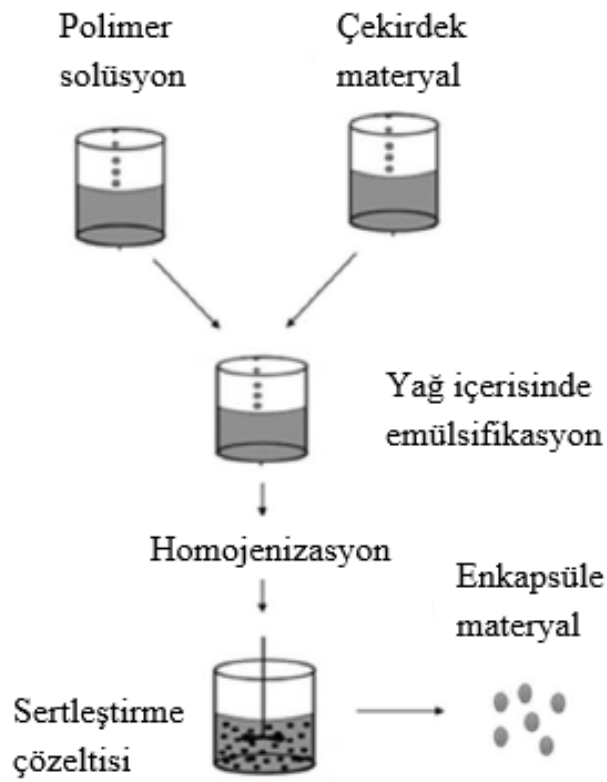 Polimer
solüsyon
Çekirdek
materyal
Yağ içerisinde
emülsifikasyon
Homojenizasyon
Enkapsüle
materyal
Sertleştirme
çözeltisi